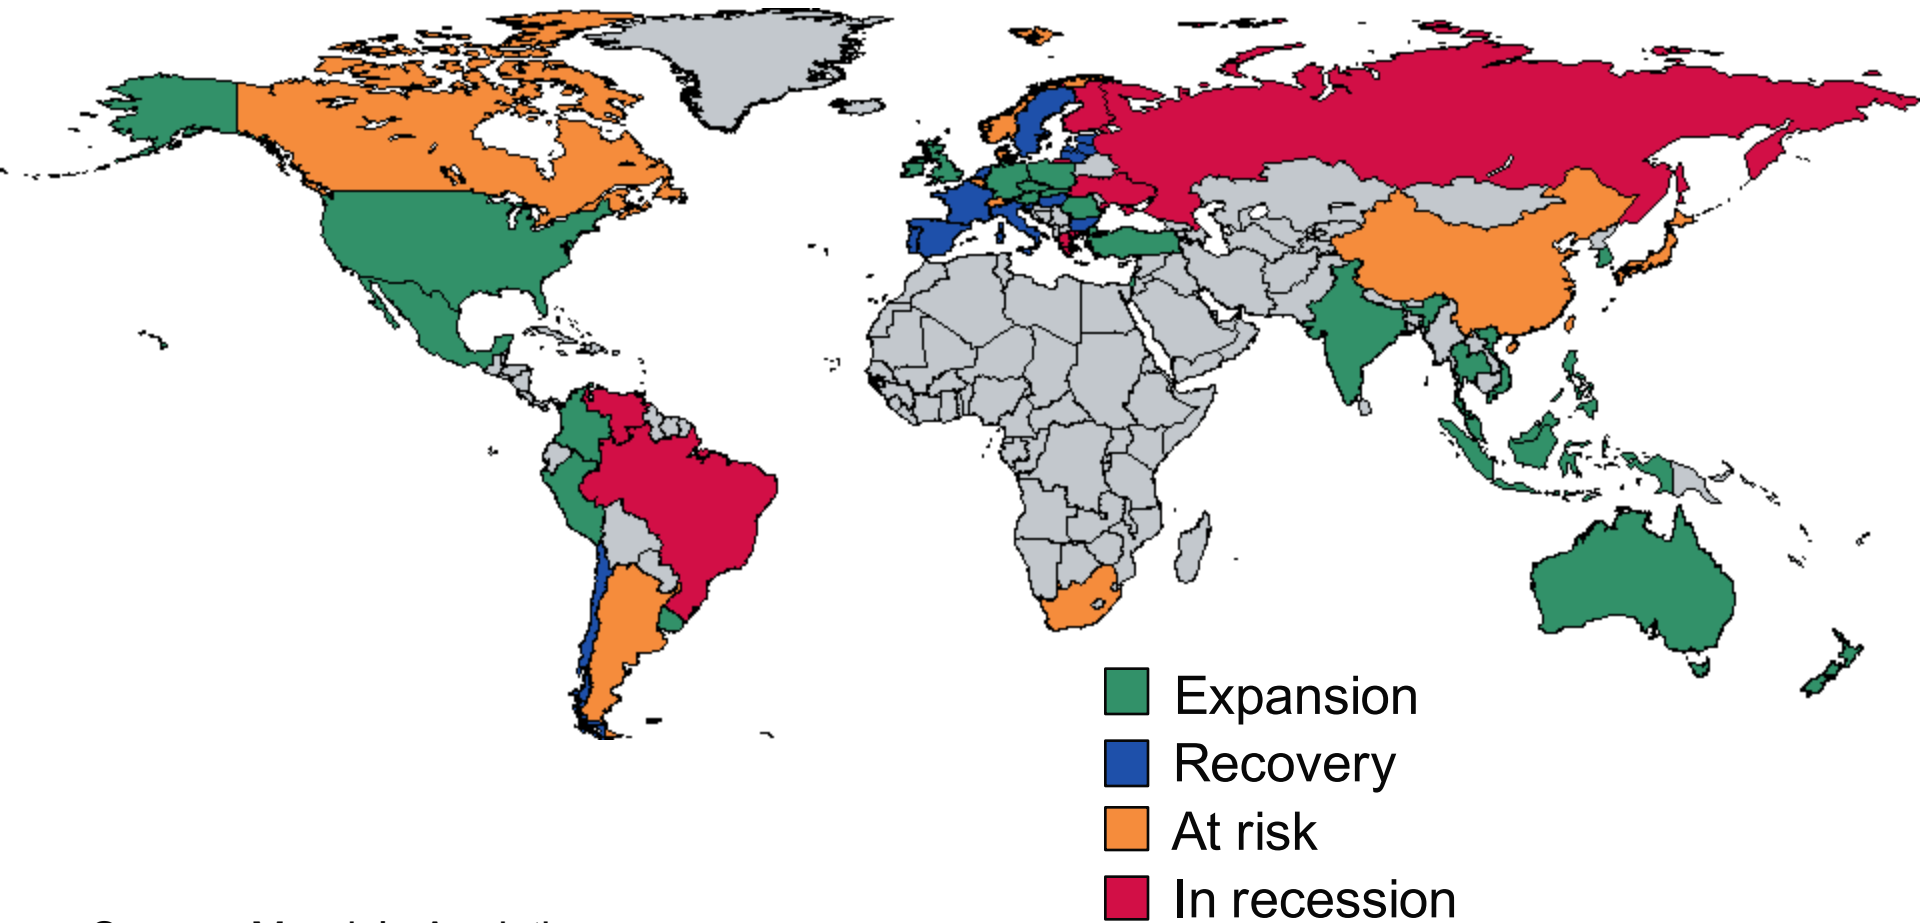 Expansion
Recovery
At risk
In recession